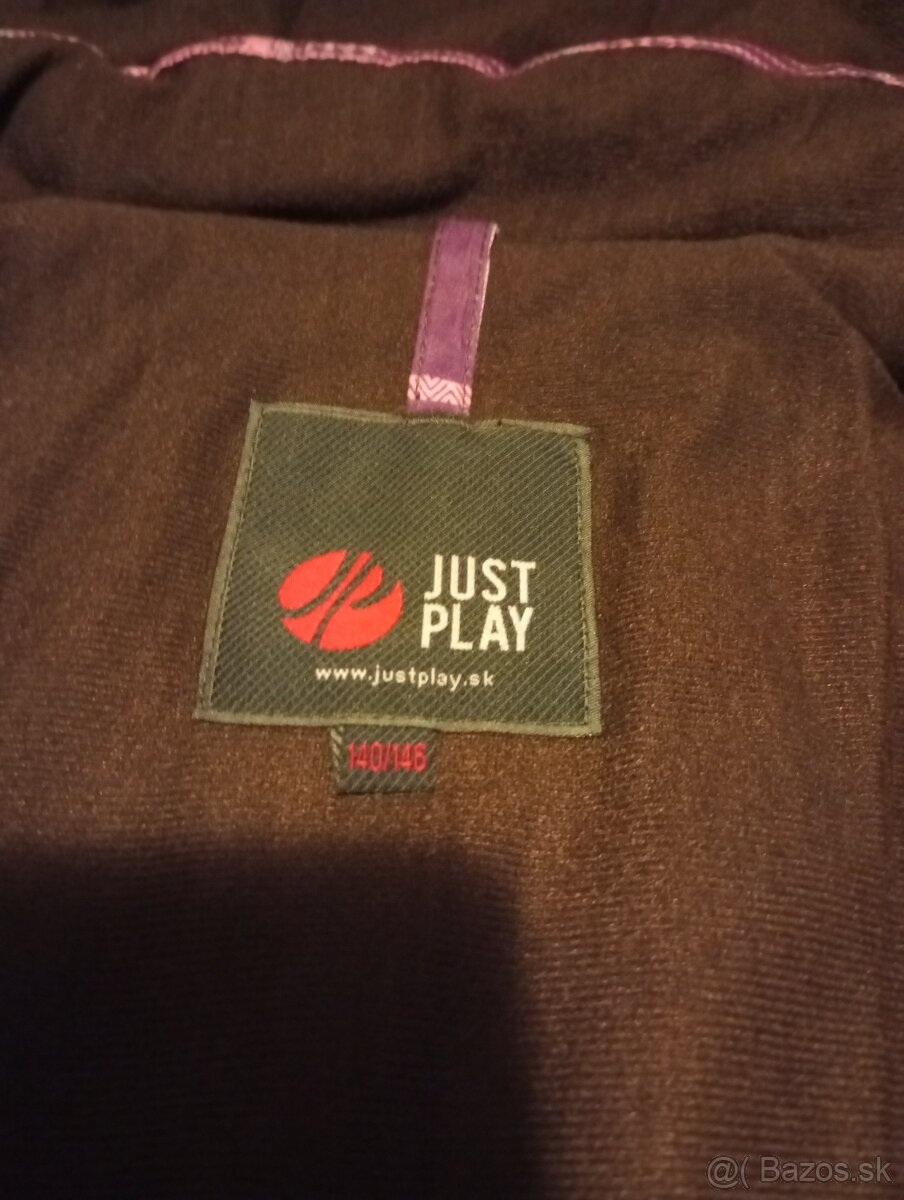 JUST
PLAY
www.justplay.sk
140/146
@( Bazos.sk